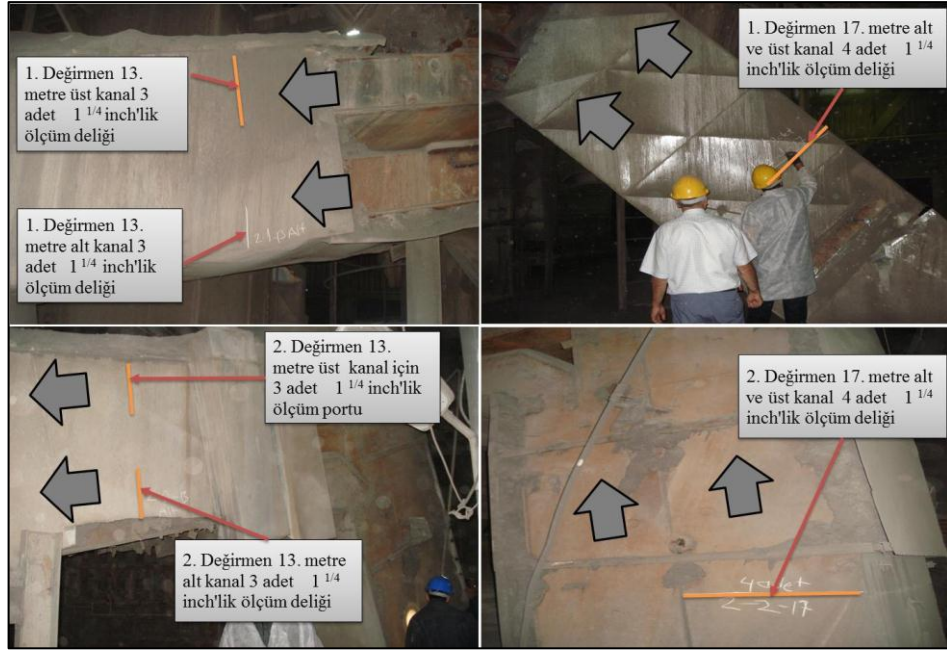 1. Değirmen 13.
metre üst kanal 3
adet 1 1/4 inch'lik
ölçüm deliği
1. Değirmen 13.
metre alt kanal 3
adet 1 1/4 inch'lik
ölçüm deliği
1. Değirmen 17. metre alt
ve üst kanal 4 adet 1 1/4
inch'lik ölçüm deliği
2. Değirmen 13.
metre üst kanal için
3 adet 1 1/4 inch'lik
ölçüm portu
2. Değirmen 13. metre
alt kanal 3 adet 1 1/4
inch'lik ölçüm deliği
2. Değirmen 17. metre alt
ve üst kanal 4 adet 1 1/4
inch'lik ölçüm deliği
4 adet
2-2-17